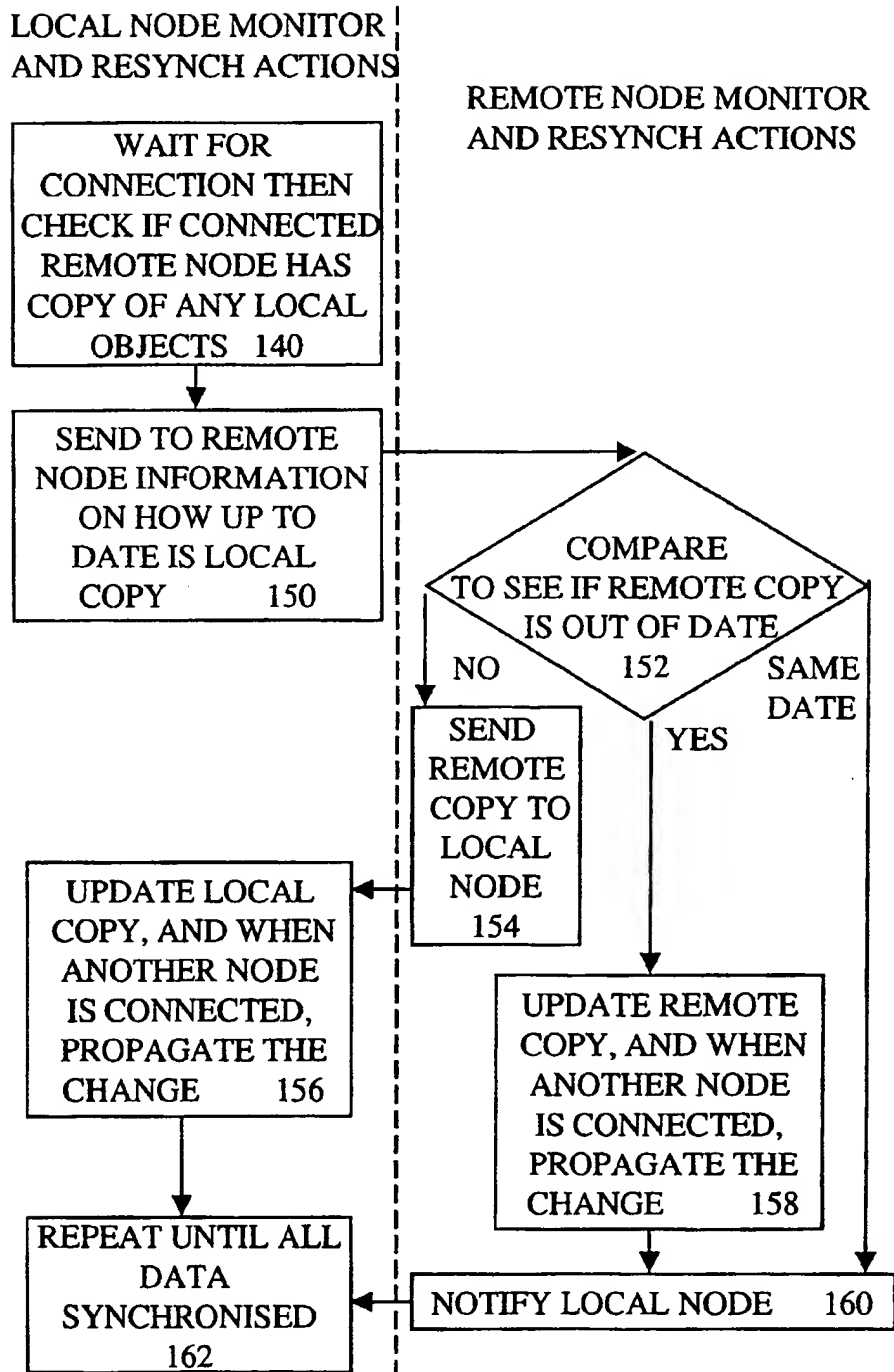 LOCAL NODE MONITOR
AND RESYNCH ACTIONS
REMOTE NODE MONITOR
AND RESYNCH ACTIONS
WAIT FOR
CONNECTION THEN
CHECK IF CONNECTED
REMOTE NODE HAS
COPY OF ANY LOCAL
OBJECTS 140
SEND TO REMOTE
NODE INFORMATION
ON HOW UP TO
DATE IS LOCAL
COPY 150
COMPARE
TO SEE IF REMOTE COPY
IS OUT OF DATE
152
NO
SAME
DATE
YES
SEND
REMOTE
COPY TO
LOCAL
NODE
154
UPDATE LOCAL
COPY, AND WHEN
ANOTHER NODE
IS CONNECTED,
PROPAGATE THE
CHANGE 156
UPDATE REMOTE
COPY, AND WHEN
ANOTHER NODE
IS CONNECTED,
PROPAGATE THE
CHANGE 158
REPEAT UNTIL ALL
DATA
SYNCHRONISED
162
NOTIFY LOCAL NODE 160